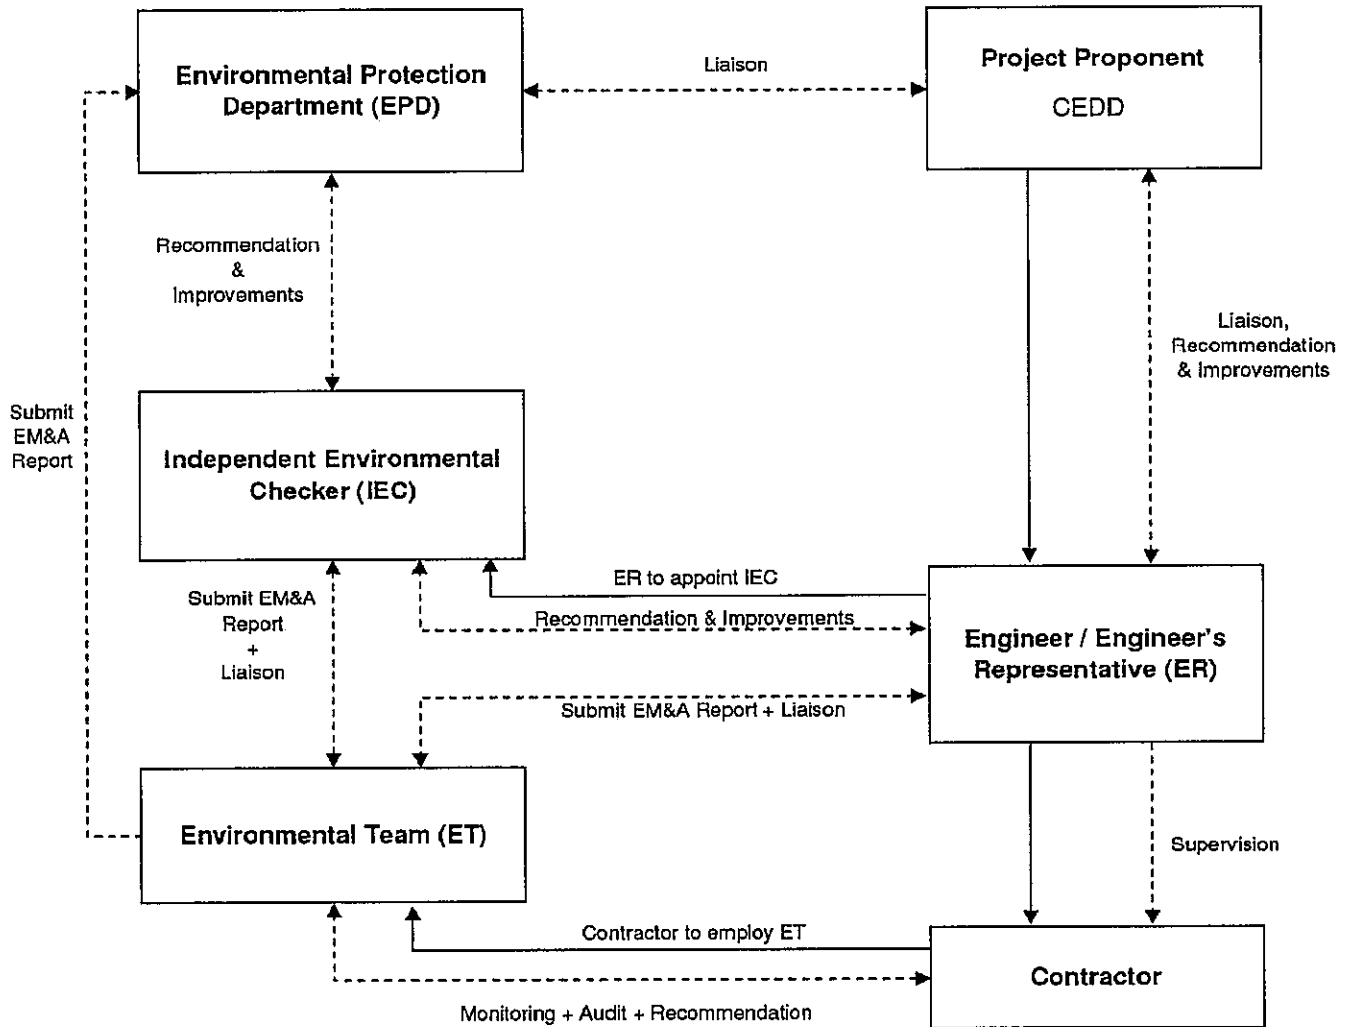 Environmental Protection
Department (EPD)
Liaison
Project Proponent
CEDD
Recommendation
&
Improvements
Liaison,
Recommendation
& Improvements
Submit
EM&A
Report
Independent Environmental
Checker (IEC)
ER to appoint IEC
Recommendation & Improvements
Submit EM&A
Report
+
Liaison
Engineer / Engineer's
Representative (ER)
Submit EM&A Report + Liaison
Environmental Team (ET)
Supervision
Contractor to employ ET
Contractor
Monitoring + Audit + Recommendation